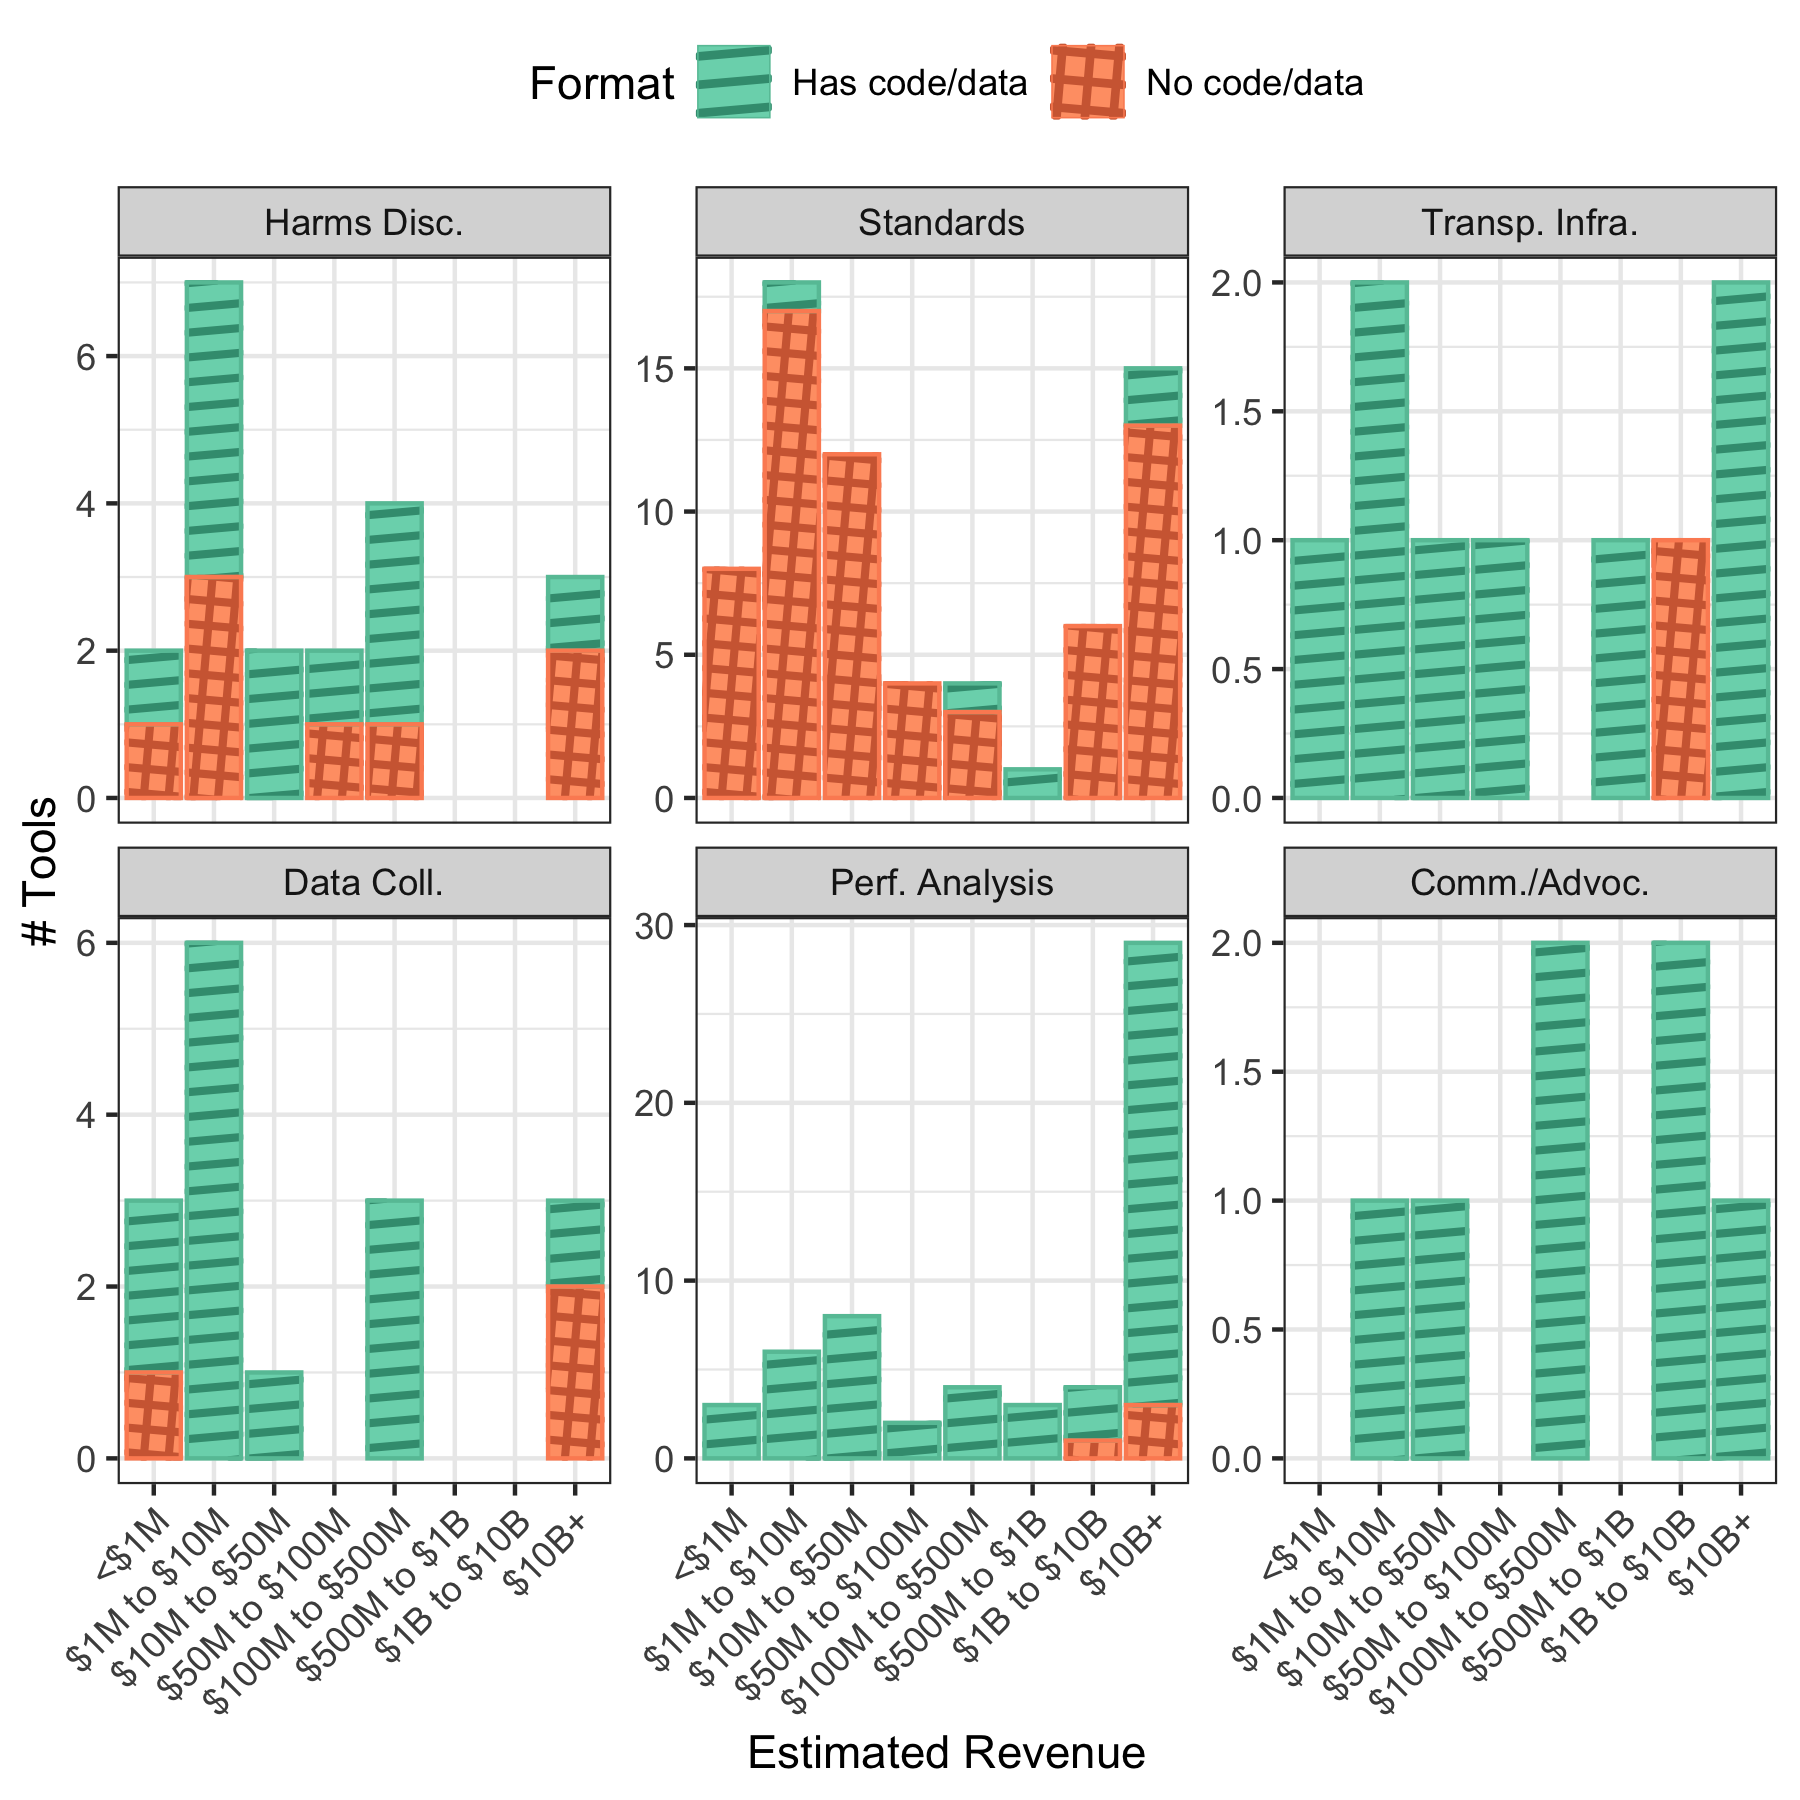 Format Has code/data No code/data
Harms Disc. Standards Transp. Infra.
6
4
2
0
15
10
5
0
2.0
1.5
1.0
0.5
0.0
# Tools
Data Coll. Perf. Analysis Comm./Advoc.
6
4
2
0
30
20
10
0
2.0
1.5
1.0
0.5
0.0
<$1M
$1M to $10M
$10M to $50M
$50M to $100M
$100M to $500M
$500M to $1B
$1B to $10B
$10B+
<$1M
$1M to $10M
$10M to $50M
$50M to $100M
$100M to $500M
$500M to $1B
$1B to $10B
$10B+
<$1M
$1M to $10M
$10M to $50M
$50M to $100M
$100M to $500M
$500M to $1B
$1B to $10B
$10B+
Estimated Revenue